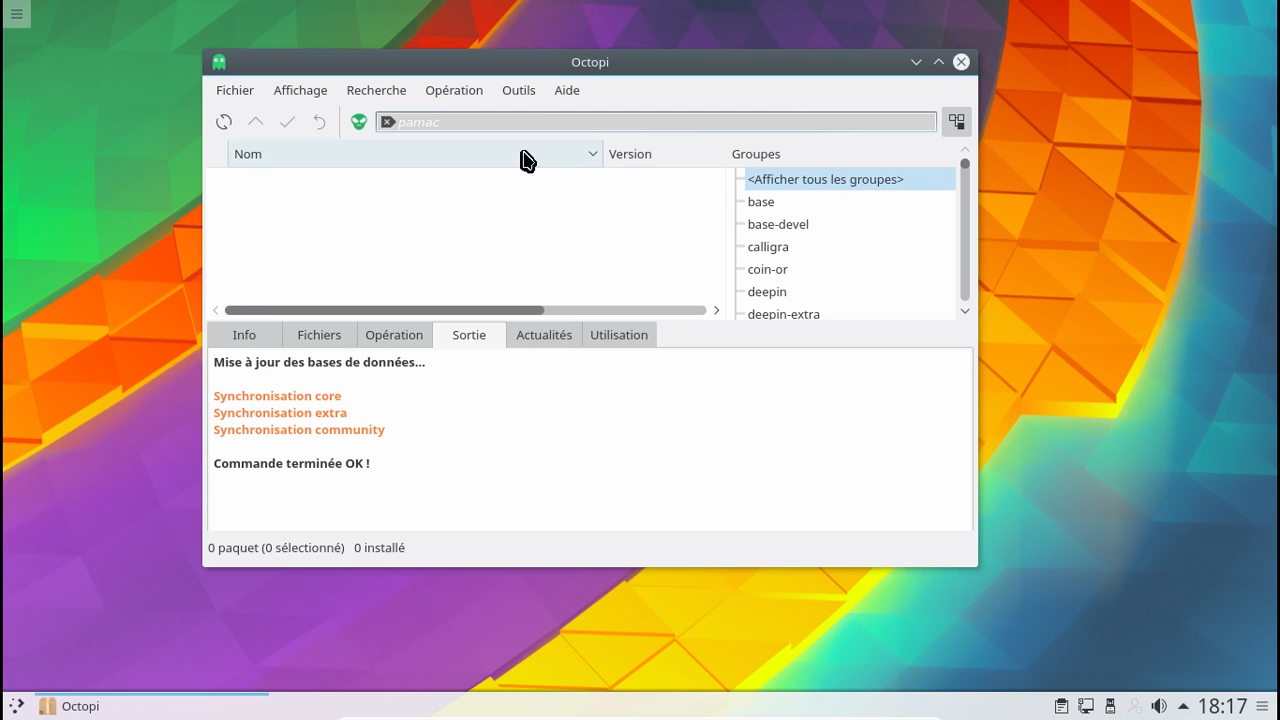 Octopi
Fichier Affichage Recherche Opération Outils Aide
pamac
Nom Version Groupes
<Afficher tous les groupes>
base
base-devel
calligra
coin-or
deepin
deepin-extra
Info Fichiers Opération Sortie Actualités Utilisation
Mise à jour des bases de données...
Synchronisation core
Synchronisation extra
Synchronisation community
Commande terminée OK !
0 paquet (0 sélectionné) 0 installé
Octopi 18:17